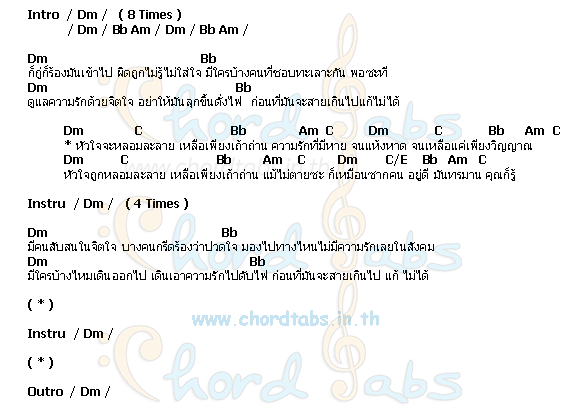 Intro / Dm / ( 8 Times )
/ Dm / Bb Am / Dm / Bb Am /
Dm Bb
ก็กู่ก็ร้องมันเข้าไป ผิดถูกไม่รู้ไม่ใส่ใจ มีใครบ้างคนที่ชอบทะเลาะกัน พอซะที
Dm Bb
ดูแลความรักด้วยจิตใจ อย่าให้มันลุกขึ้นดั่งไฟ ก่อนที่มันจะสายเกินไปแก้ไม่ได้
Dm C Bb Am C Dm C Bb Am C
* หัวใจจะหลอมละลาย เหลือเพียงเถ้าถ่าน ความรักที่มีหาย จนแห้งหาด จนเหลือแค่เพียงวิญญาณ
Dm C Bb Am C Dm C/E Bb Am C
หัวใจถูกหลอมละลาย เหลือเพียงเถ้าถ่าน แม้ไม่ตายซะ ก็เหมือนซากคน อยู่ดี มันทรมาน คุณก็รู้
Instru / Dm / ( 4 Times )
Dm Bb
มีคนสับสนในจิตใจ บางคนกรีดร้องว่าปวดใจ มองไปทางไหนไม่มีความรักเลยในสังคม
Dm Bb
มีใครบ้างไหมเดินออกไป เดินเอาความรักไปดับไฟ ก่อนที่มันจะสายเกินไป แก้ ไม่ได้
( * )
www.chordtabs.in.th
Instru / Dm /
( * )
Chord Tabs
Outro / Dm /